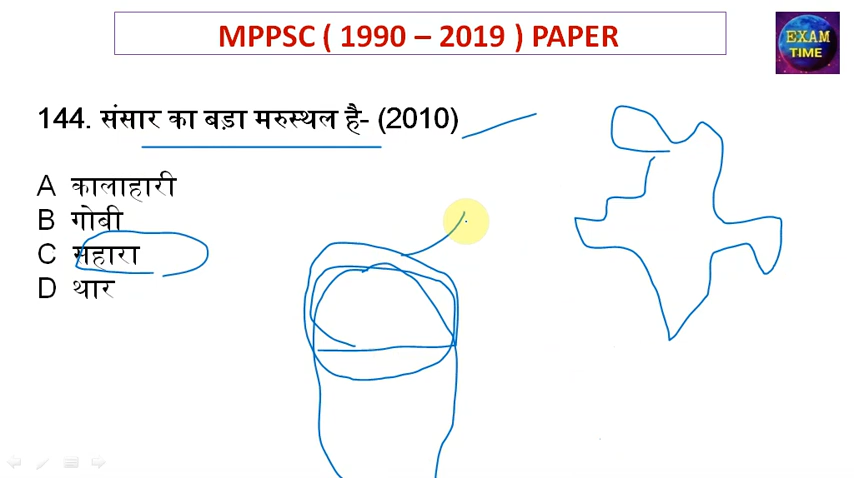 MPPSC ( 1990 – 2019 ) PAPER
EXAM
TIME
144. संसार का बड़ा मरुस्थल है- (2010)
A कालाहारी
B गोबी
C सहारा
D थार